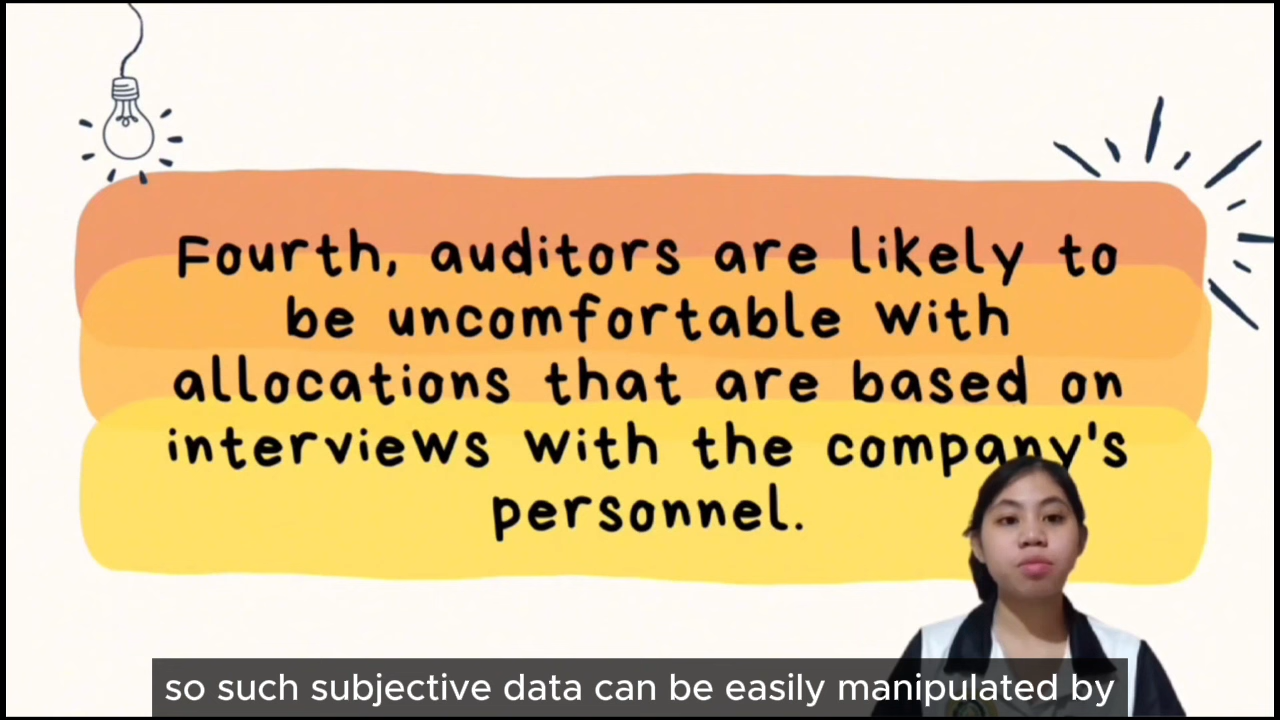 Fourth, auditors are likely to
be uncomfortable with
allocations that are based on
interviews with the company's
personnel.
so such subjective data can be easily manipulated by